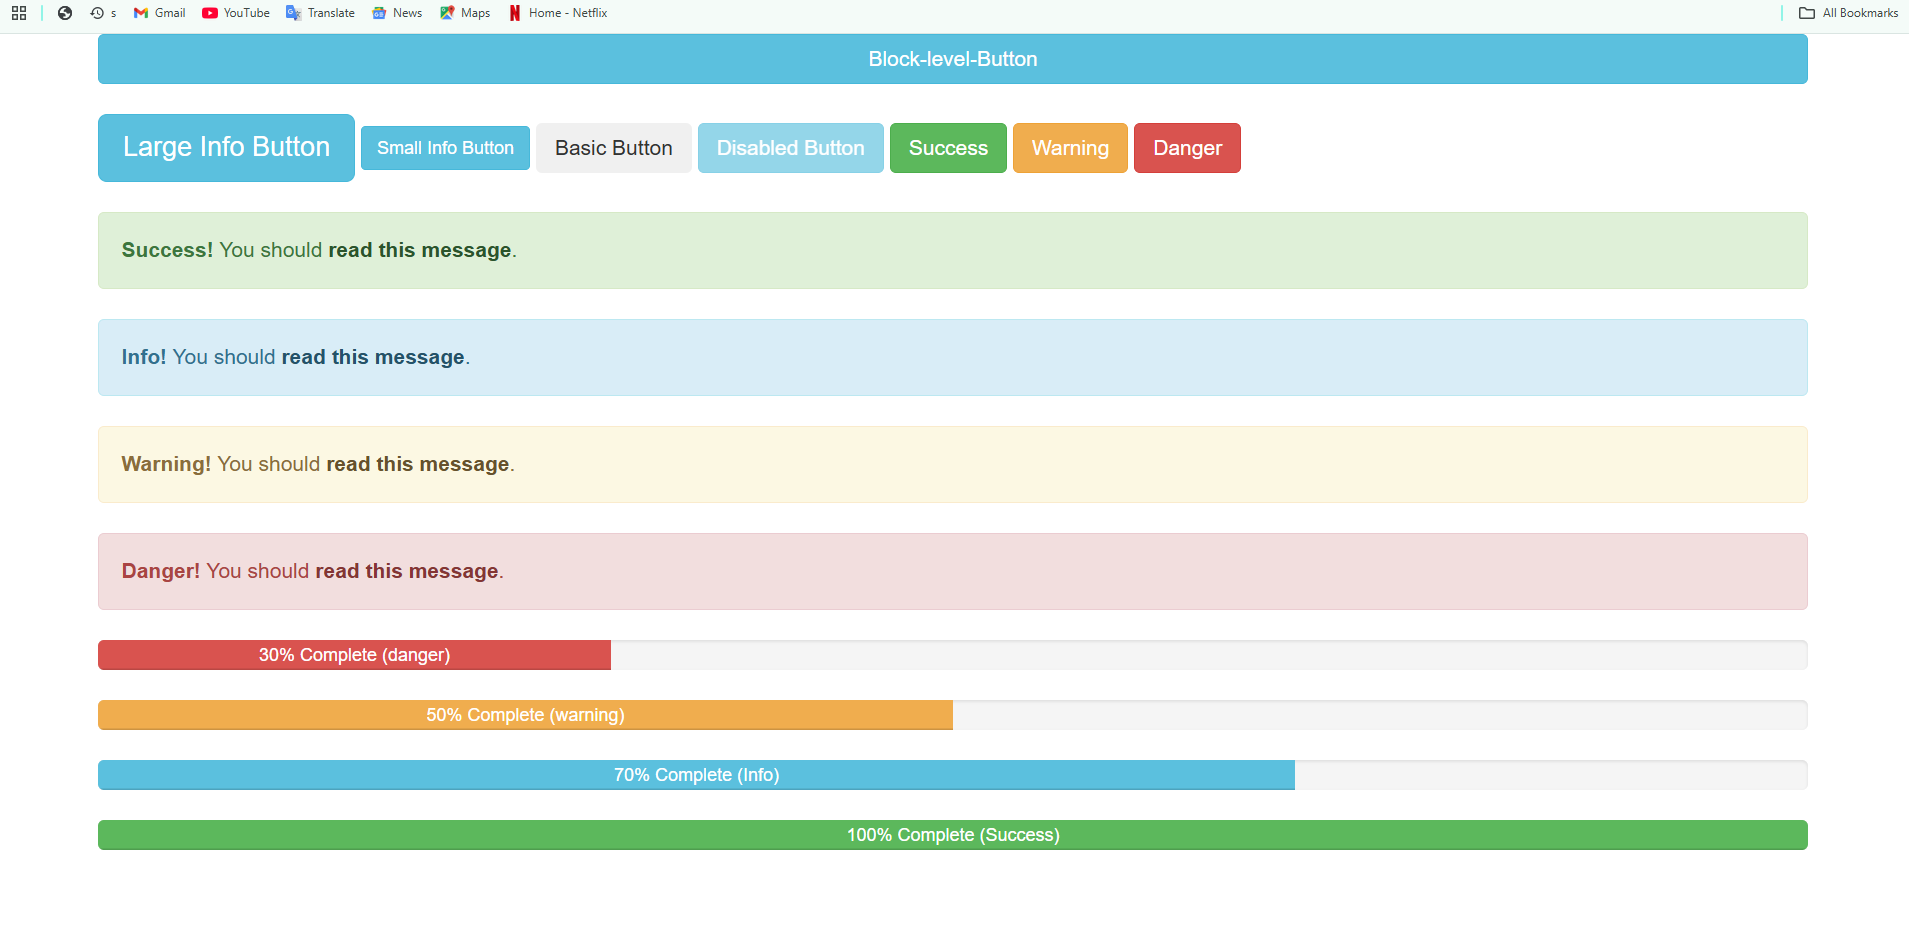 s Gmail YouTube Translate News Maps Home - Netflix All Bookmarks
Block-level-Button
Large Info Button Small Info Button Basic Button Disabled Button Success Warning Danger
Success! You should read this message.
Info! You should read this message.
Warning! You should read this message.
Danger! You should read this message.
30% Complete (danger)
50% Complete (warning)
70% Complete (Info)
100% Complete (Success)